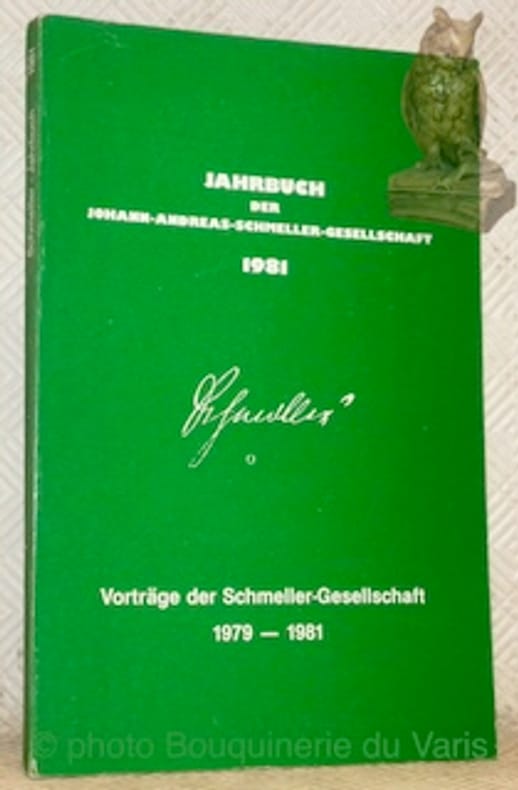 JAHRBUCH
DER
JOHANN-ANDREAS-SCHMELLER-GESELLSCHAFT
1981
Schmeller
Vorträge der Schmeller-Gesellschaft
1979 — 1981
© photo Bouquinerie du Varis